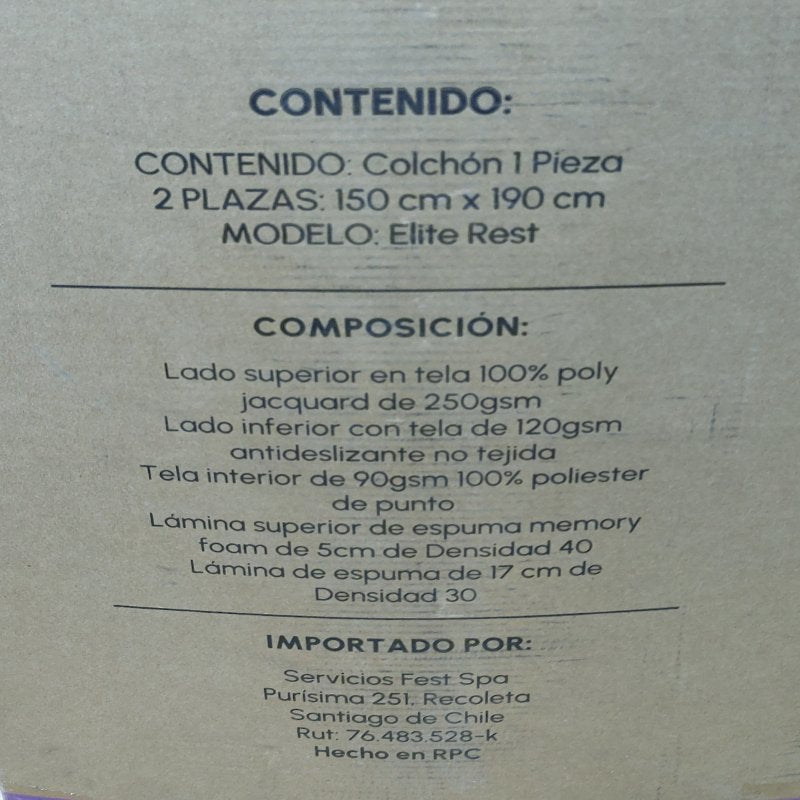 CONTENIDO:
CONTENIDO: Colchón 1 Pieza
2 PLAZAS: 150 cm x 190 cm
MODELO: Elite Rest
COMPOSICIÓN:
Lado superior en tela 100% poly
jacquard de 250gsm
Lado inferior con tela de 120gsm
antideslizante no tejida
Tela interior de 90gsm 100% poliester
de punto
Lámina superior de espuma memory
foam de 5cm de Densidad 40
Lámina de espuma de 17 cm de
Densidad 30
IMPORTADO POR:
Servicios Fest Spa
Purísima 251, Recoleta
Santiago de Chile
Rut: 76.483.528-k
Hecho en RPC